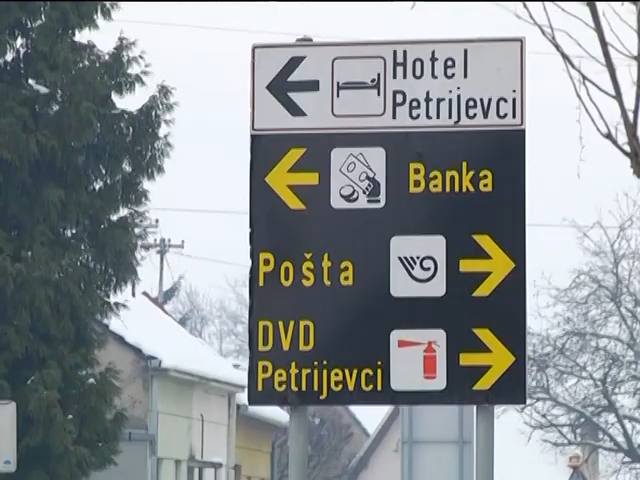 Hotel
Petrijevci
Banka
Pošta
DVD
Petrijevci